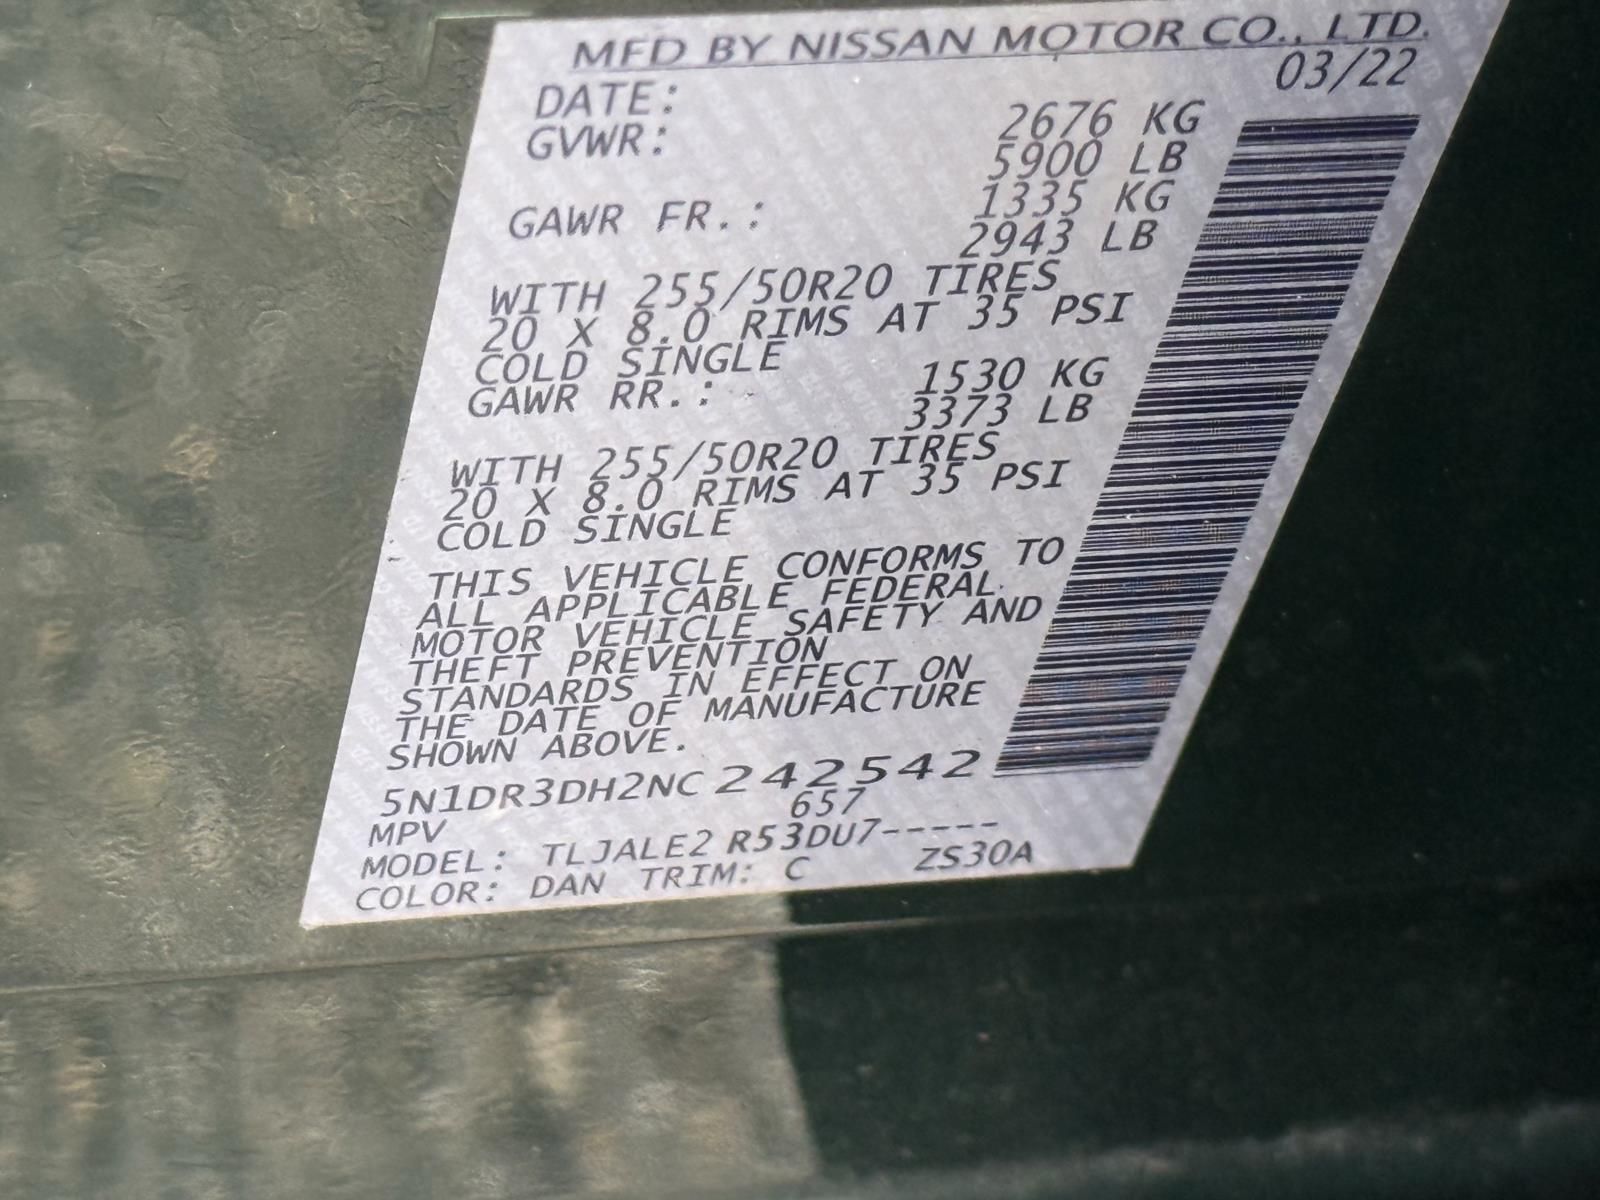 MFD BY NISSAN MOTOR CO., LTD.
DATE: 03/22
GVWR: 2676 KG
5900 LB
GAWR FR.: 1335 KG
2943 LB
WITH 255/50R20 TIRES
20 X 8.0 RIMS AT 35 PSI
COLD SINGLE
GAWR RR.: 1530 KG
3373 LB
WITH 255/50R20 TIRES
20 X 8.0 RIMS AT 35 PSI
COLD SINGLE
THIS VEHICLE CONFORMS TO
ALL APPLICABLE FEDERAL
MOTOR VEHICLE SAFETY AND
THEFT PREVENTION
STANDARDS IN EFFECT ON
THE DATE OF MANUFACTURE
SHOWN ABOVE.
5N1DR3DH2NC242542
MPV 657
MODEL: TLJALE2 R53DU7-----
COLOR: DAN TRIM: C ZS30A